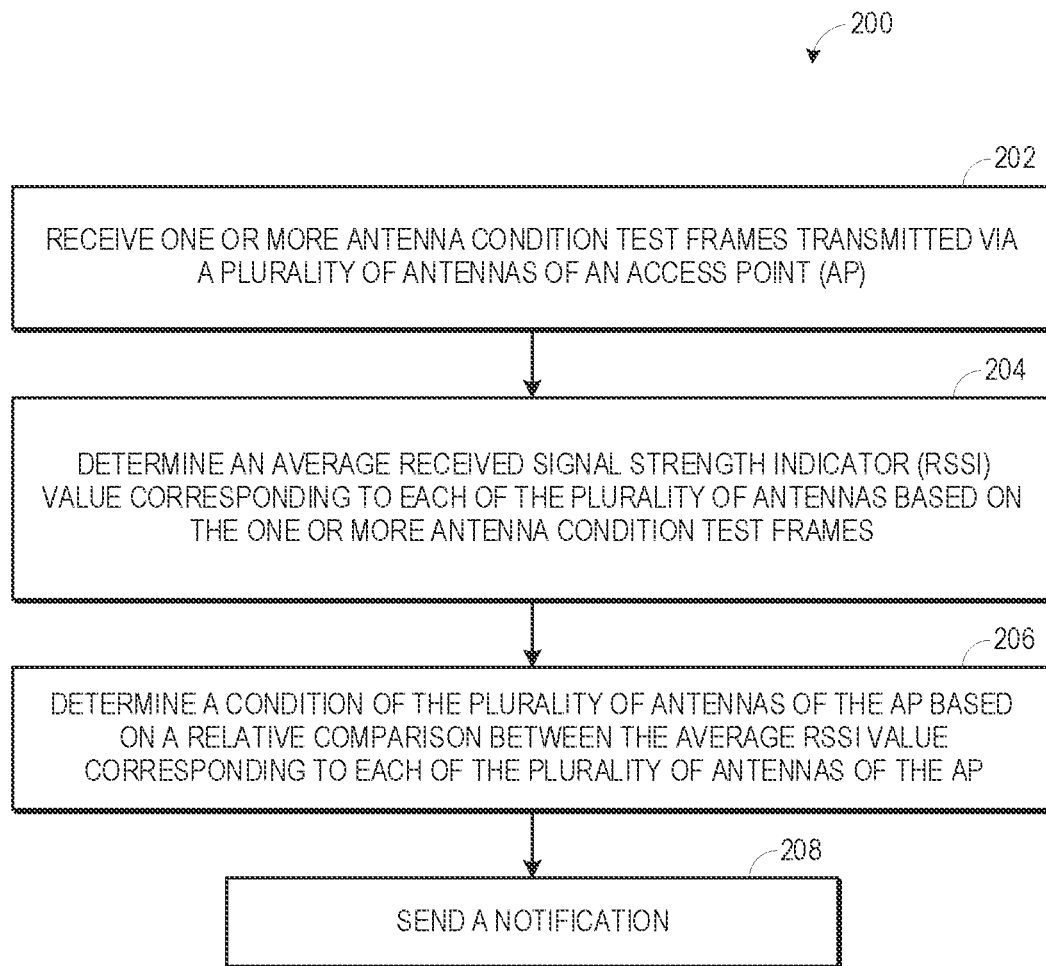 200
202
RECEIVE ONE OR MORE ANTENNA CONDITION TEST FRAMES TRANSMITTED VIA
A PLURALITY OF ANTENNAS OF AN ACCESS POINT (AP)
204
DETERMINE AN AVERAGE RECEIVED SIGNAL STRENGTH INDICATOR (RSSI)
VALUE CORRESPONDING TO EACH OF THE PLURALITY OF ANTENNAS BASED ON
THE ONE OR MORE ANTENNA CONDITION TEST FRAMES
206
DETERMINE A CONDITION OF THE PLURALITY OF ANTENNAS OF THE AP BASED
ON A RELATIVE COMPARISON BETWEEN THE AVERAGE RSSI VALUE
CORRESPONDING TO EACH OF THE PLURALITY OF ANTENNAS OF THE AP
208
SEND A NOTIFICATION